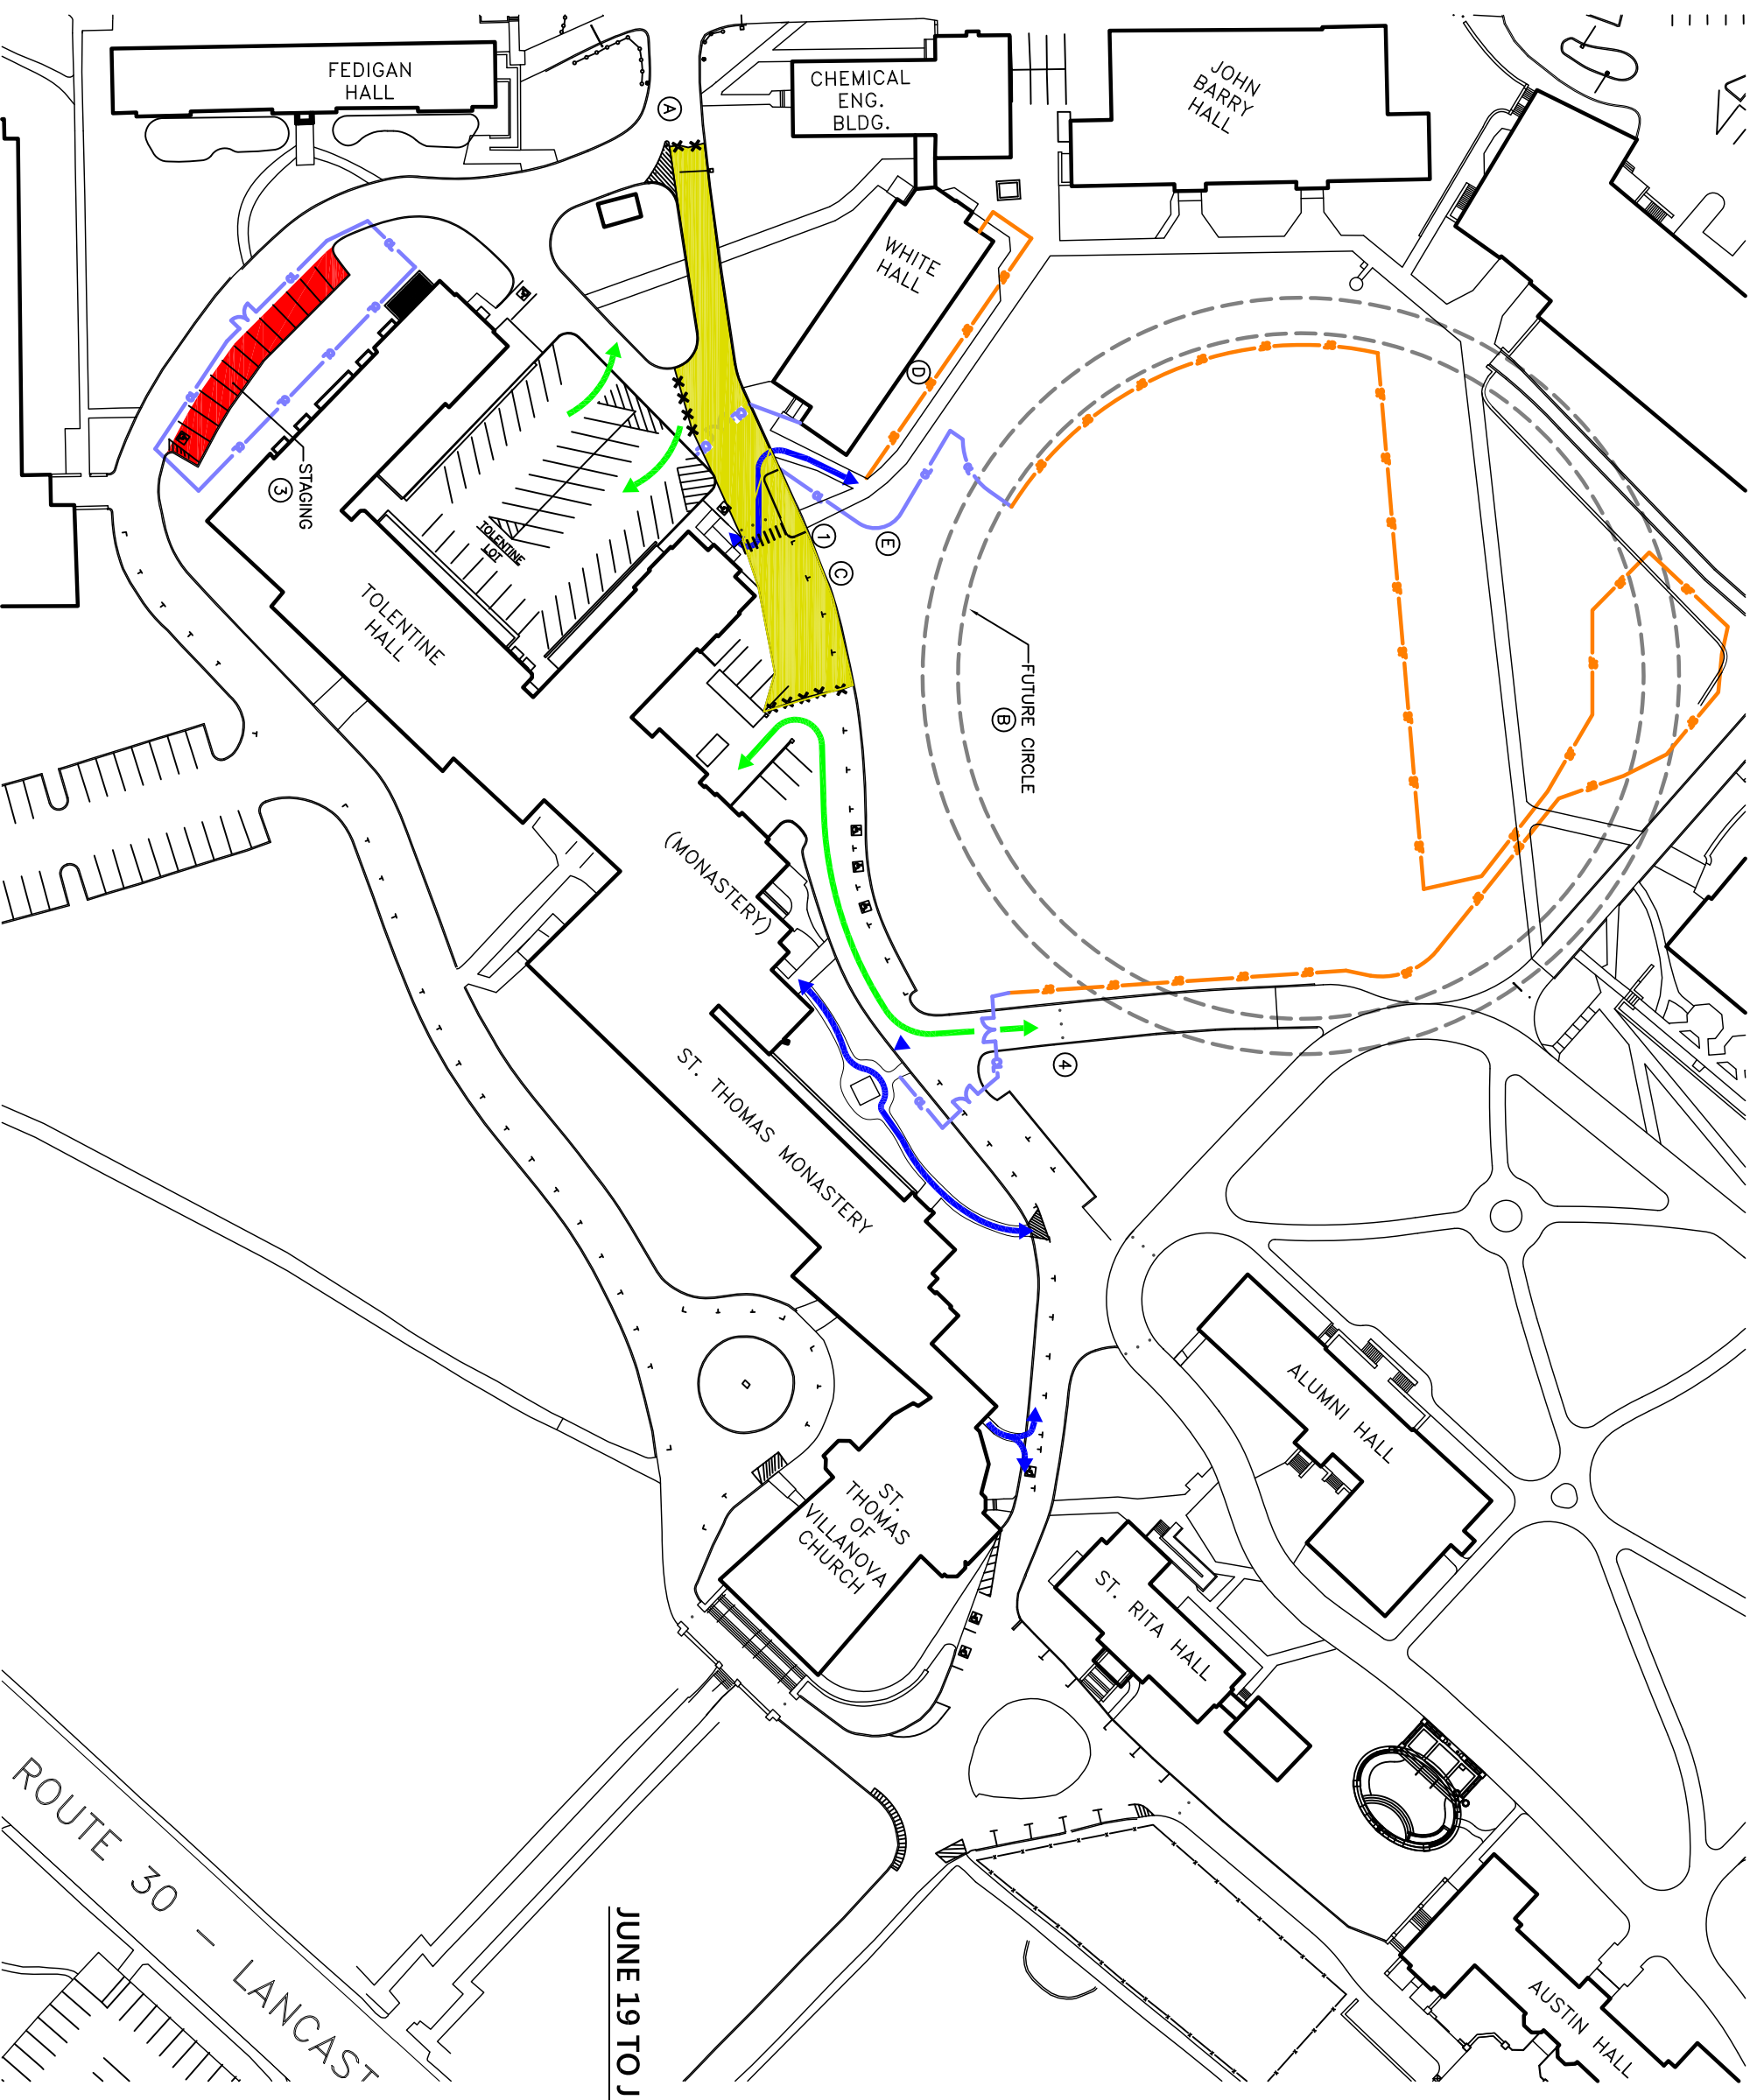 FEDIGAN
HALL
CHEMICAL
ENG.
BLDG.
JOHN
BARRY
HALL
A
WHITE
HALL
D
STAGING
3
TOLENTINE
LOT
1
E
C
TOLENTINE
HALL
FUTURE CIRCLE
B
(MONASTERY)
4
ST. THOMAS MONASTERY
ALUMNI HALL
ST.
THOMAS
OF
VILLANOVA
CHURCH
ST. RITA HALL
ROUTE 30 - LANCAST
JUNE 19 TO J
AUSTIN HALL